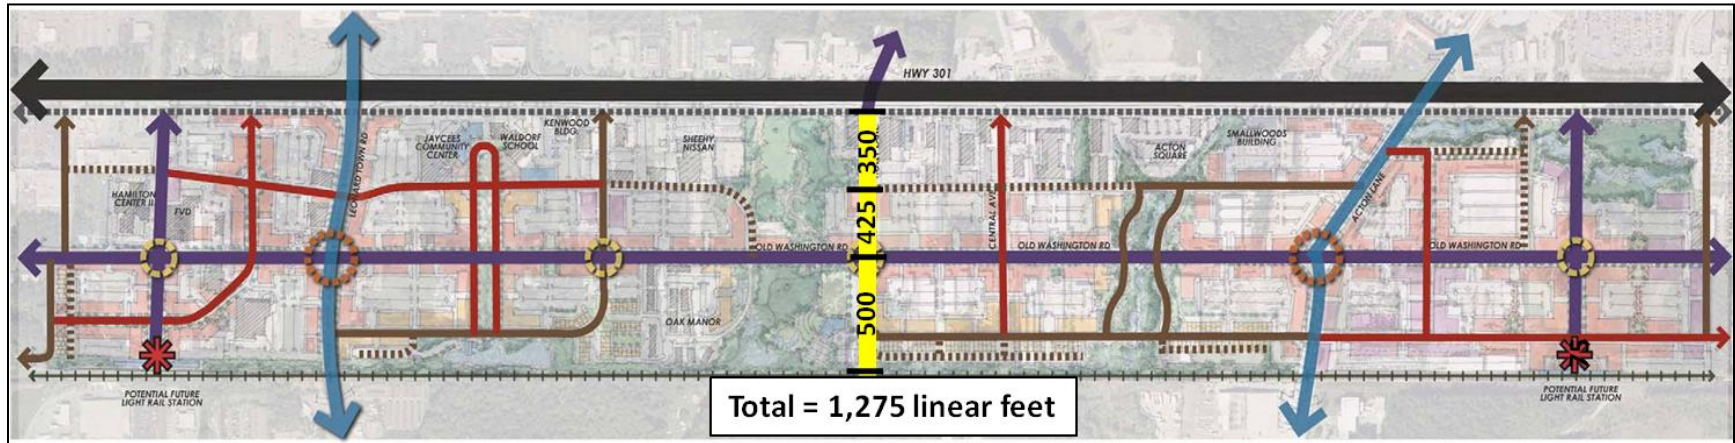 HWY 301
LEONARD TOWN RD
JAYCEES
COMMUNITY
CENTER
WALDORF
SCHOOL
KENWOOD
BLDG.
SHEEHY
NISSAN
350
ACTON
SQUARE
SMALLWOODS
BUILDING
HAMILTON
CENTER II
FVD
425
CENTRAL AVE
ACTON LANE
OLD WASHINGTON RD
OLD WASHINGTON RD
OLD WASHINGTON RD
500
OAK MANOR
POTENTIAL FUTURE
LIGHT RAIL STATION
Total = 1,275 linear feet
POTENTIAL FUTURE
LIGHT RAIL STATION